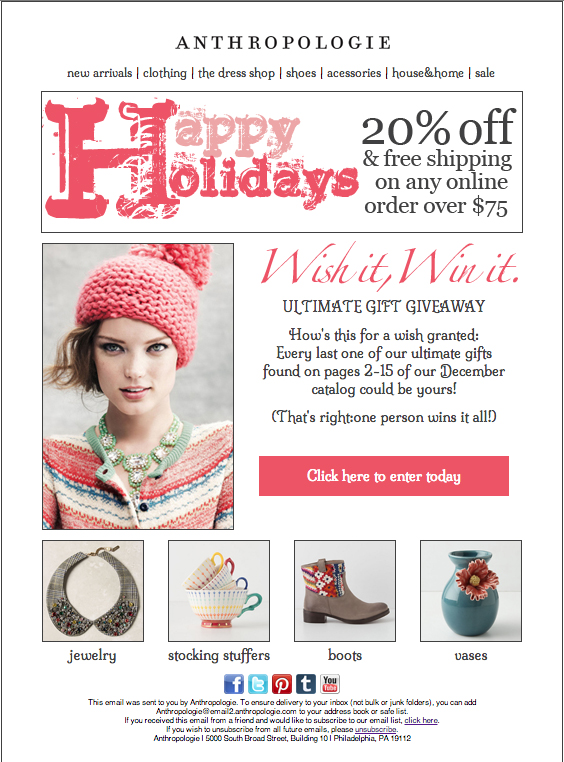 ANTHROPOLOGIE
new arrivals | clothing | the dress shop | shoes | acessories | house&home | sale
Happy
Holidays
20% off
& free shipping
on any online
order over $75
Wish it, Win it.
ULTIMATE GIFT GIVEAWAY
How's this for a wish granted:
Every last one of our ultimate gifts
found on pages 2-15 of our December
catalog could be yours!
(That's right:one person wins it all!)
Click here to enter today
jewelry
stocking stuffers
boots
vases
f t P t You Tube
This email was sent to you by Anthropologie. To ensure delivery to your inbox (not bulk or junk folders), you can add
Anthropologie@email2.anthropologie.com to your address book or safe list.
If you received this email from a friend and would like to subscribe to our email list, click here.
If you wish to unsubscribe from all future emails, please unsubscribe.
Anthropologie | 5000 South Broad Street, Building 10 | Philadelphia, PA 19112